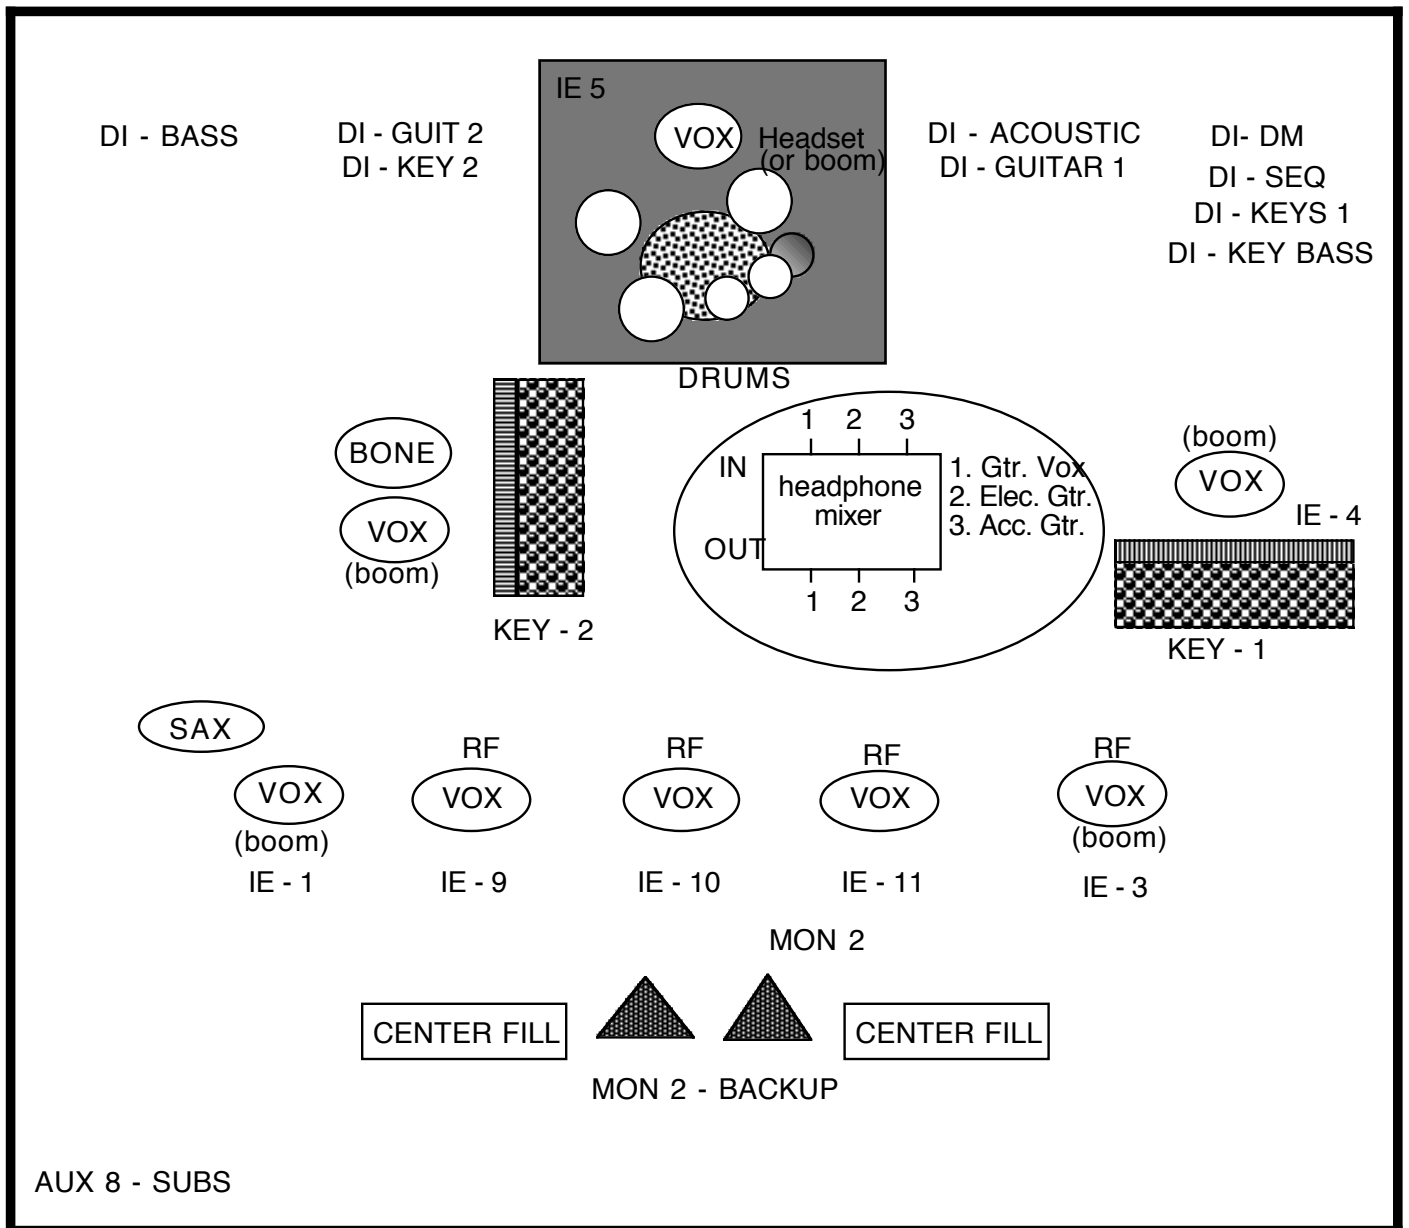 IE 5
DI - BASS
DI - GUIT 2
DI - KEY 2
VOX
Headset
(or boom)
DI - ACOUSTIC
DI - GUITAR 1
DI- DM
DI - SEQ
DI - KEYS 1
DI - KEY BASS
DRUMS
BONE
VOX
(boom)
KEY - 2
1 2 3
IN
headphone
mixer
OUT
1 2 3
1. Gtr. Vox
2. Elec. Gtr.
3. Acc. Gtr.
(boom)
VOX
IE - 4
KEY - 1
SAX
VOX
(boom)
IE - 1
RF
VOX
IE - 9
RF
VOX
IE - 10
RF
VOX
IE - 11
RF
VOX
(boom)
IE - 3
MON 2
CENTER FILL
CENTER FILL
MON 2 - BACKUP
AUX 8 - SUBS